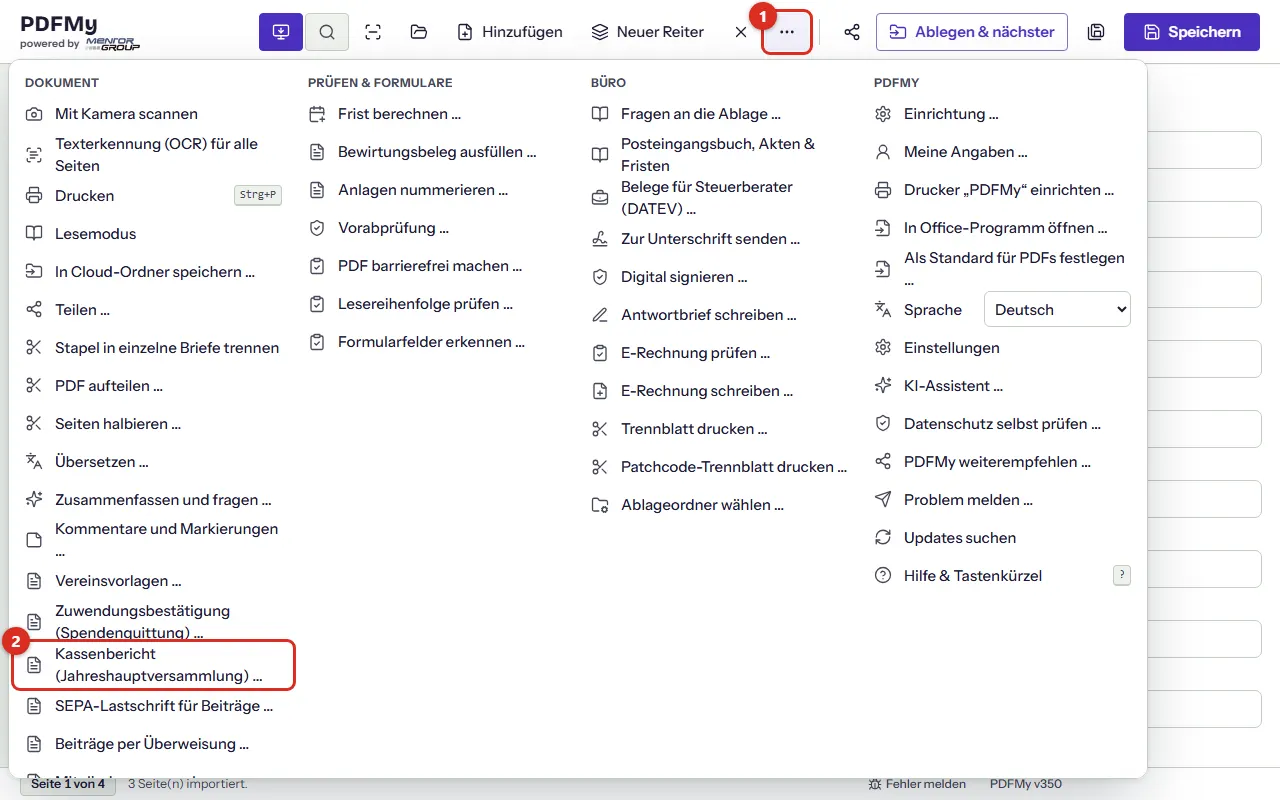 PDFMy
powered by MENTOR GROUP
Hinzufügen
Neuer Reiter
1
Ablegen & nächster
Speichern
DOKUMENT
Mit Kamera scannen
Texterkennung (OCR) für alle
Seiten
Drucken
Strg+P
Lesemodus
In Cloud-Ordner speichern ...
Teilen ...
Stapel in einzelne Briefe trennen
PDF aufteilen ...
Seiten halbieren ...
Übersetzen ...
Zusammenfassen und fragen ...
Kommentare und Markierungen
...
Vereinsvorlagen ...
Zuwendungsbestätigung
(Spendenquittung) ...
2
Kassenbericht
(Jahreshauptversammlung) ...
SEPA-Lastschrift für Beiträge ...
Beiträge per Überweisung ...
PRÜFEN & FORMULARE
Frist berechnen ...
Bewirtungsbeleg ausfüllen ...
Anlagen nummerieren ...
Vorabprüfung ...
PDF barrierefrei machen ...
Lesereihenfolge prüfen ...
Formularfelder erkennen ...
BÜRO
Fragen an die Ablage ...
Posteingangsbuch, Akten &
Fristen
Belege für Steuerberater
(DATEV) ...
Zur Unterschrift senden ...
Digital signieren ...
Antwortbrief schreiben ...
E-Rechnung prüfen ...
E-Rechnung schreiben ...
Trennblatt drucken ...
Patchcode-Trennblatt drucken ...
Ablageordner wählen ...
PDFMY
Einrichtung ...
Meine Angaben ...
Drucker „PDFMy“ einrichten ...
In Office-Programm öffnen ...
Als Standard für PDFs festlegen
...
Sprache
Deutsch
Einstellungen
KI-Assistent ...
Datenschutz selbst prüfen ...
PDFMy weiterempfehlen ...
Problem melden ...
Updates suchen
Hilfe & Tastenkürzel
?
Seite 1 von 4
3 Seite(n) importiert.
Fehler melden
PDFMy v350